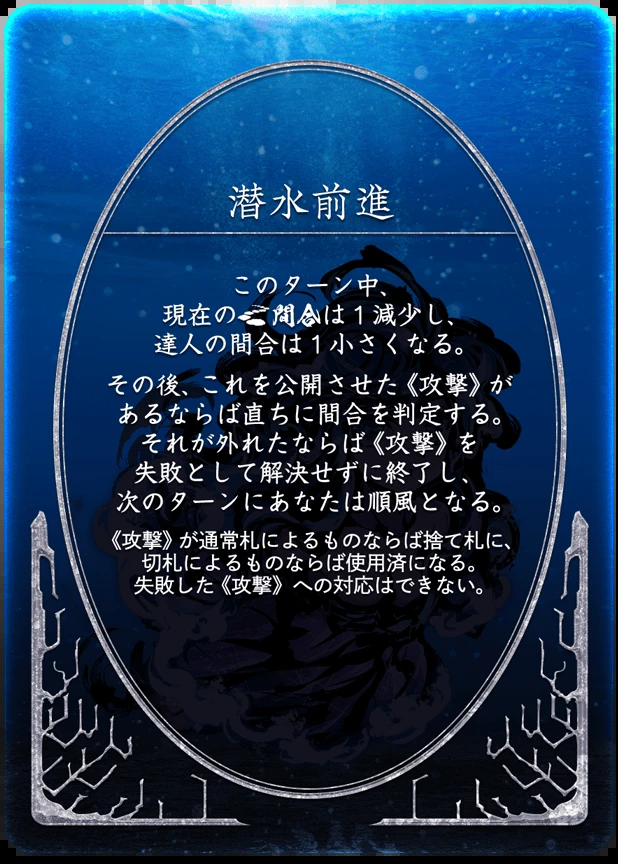 潜水前進
このターン中、
現在の間合は1減少し、
達人の間合は1小さくなる。
その後、これを公開させた《攻撃》が
あるならば直ちに間合を判定する。
それが外れたならば《攻撃》を
失敗として解決せずに終了し、
次のターンにあなたは順風となる。
《攻撃》が通常札によるものならば捨て札に、
切札によるものならば使用済になる。
失敗した《攻撃》への対応はできない。